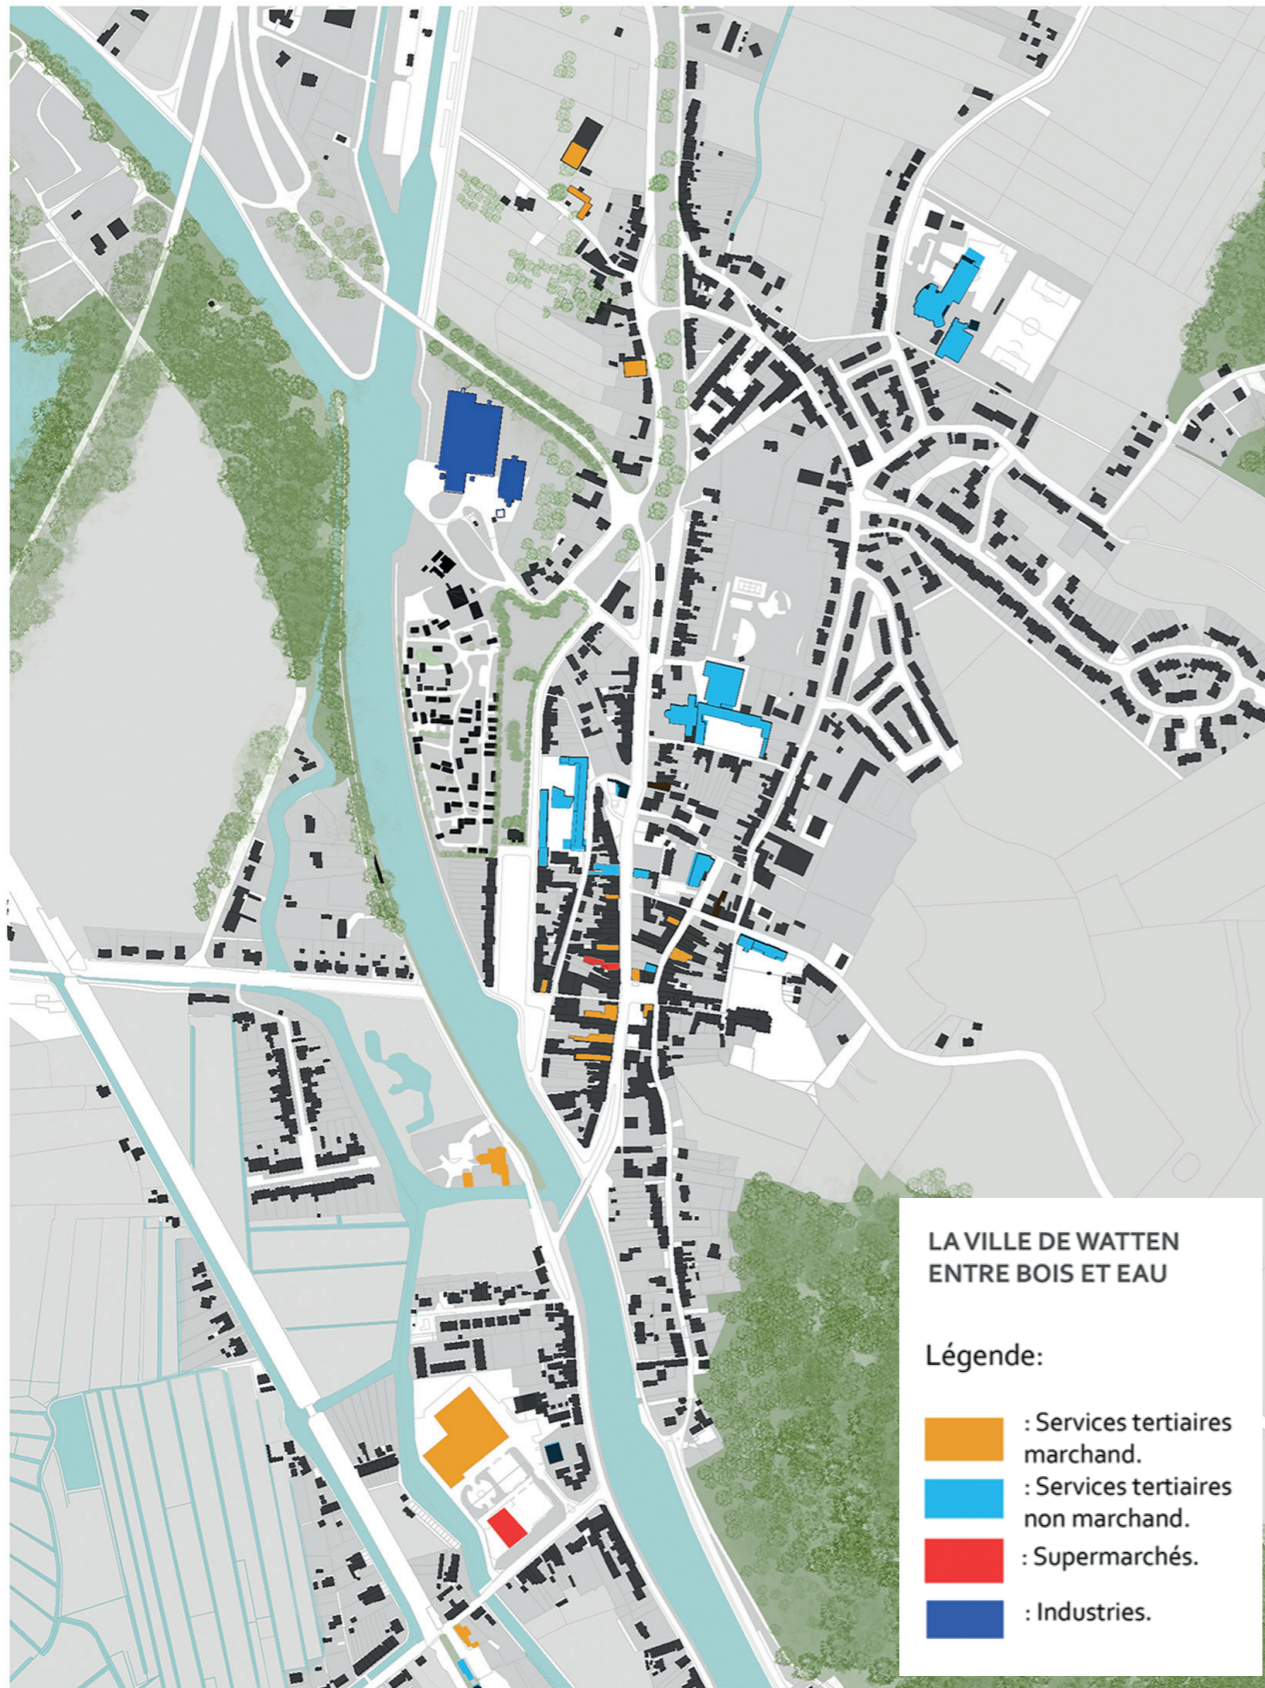 LA VILLE DE WATTEN
ENTRE BOIS ET EAU
Légende:
: Services tertiaires
marchand.
: Services tertiaires
non marchand.
: Supermarchés.
: Industries.